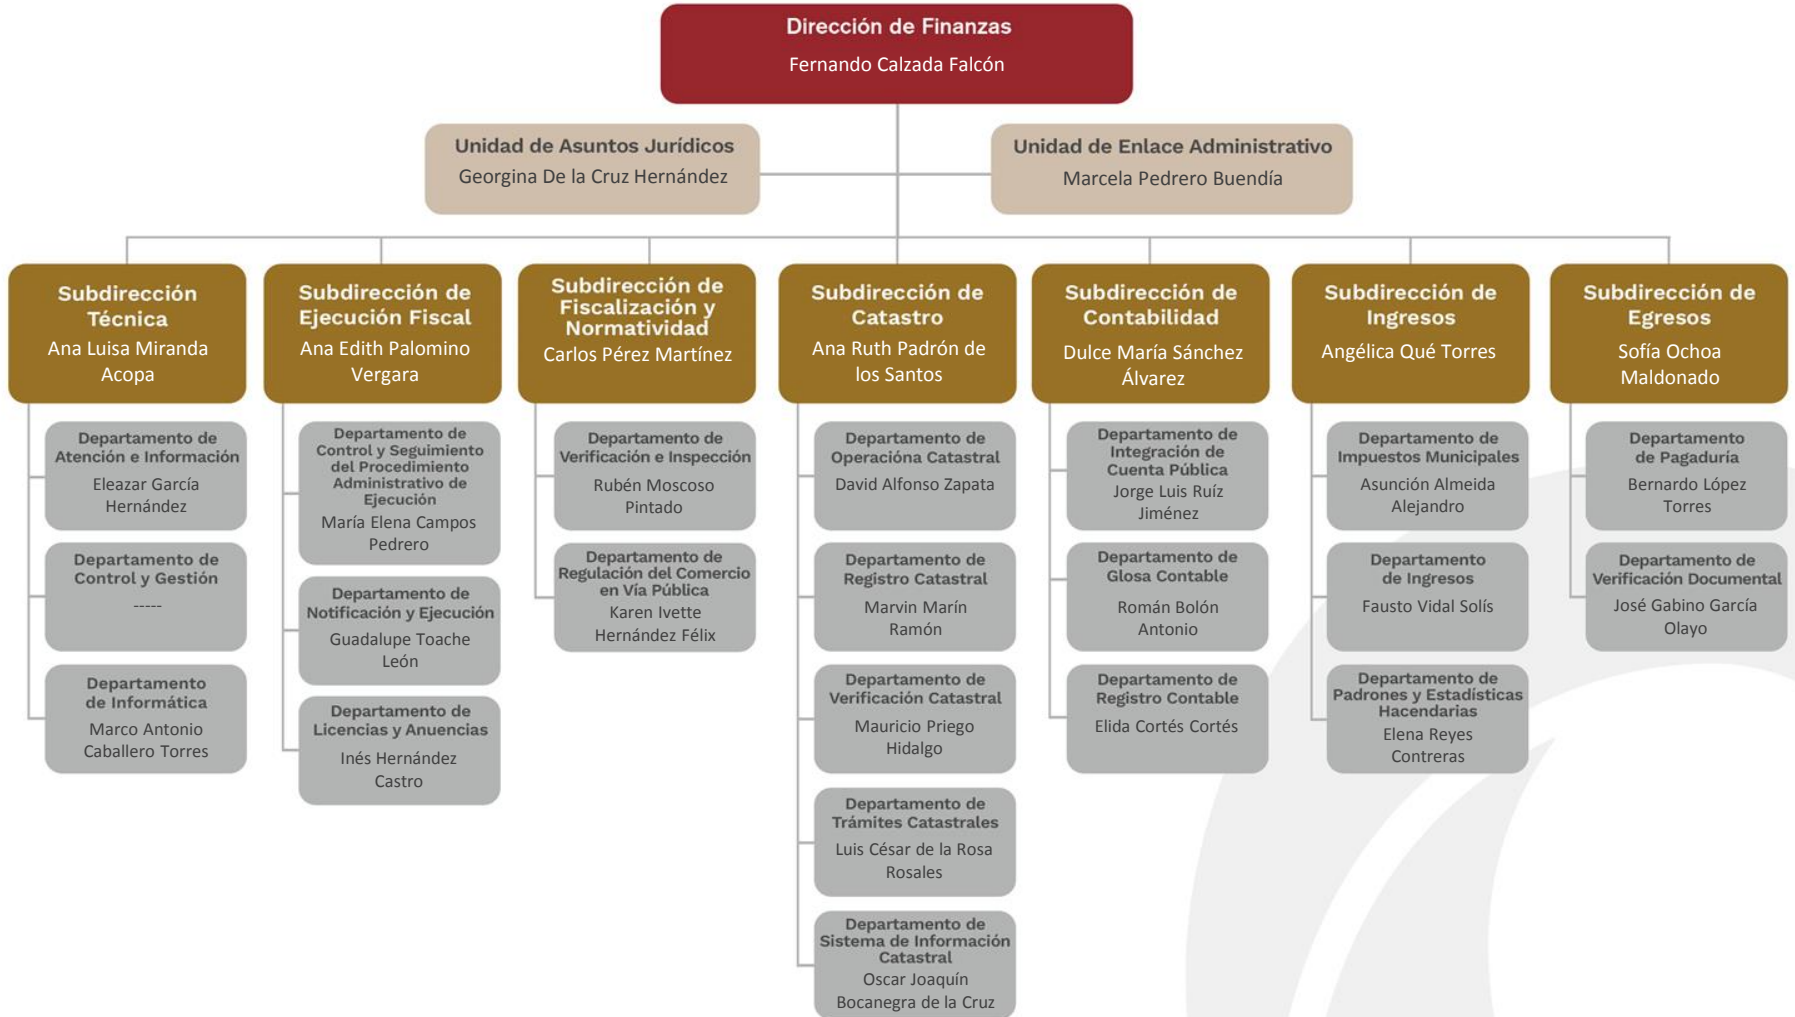 Dirección de Finanzas
Fernando Calzada Falcón
Unidad de Asuntos Jurídicos
Georgina De la Cruz Hernández
Unidad de Enlace Administrativo
Marcela Pedrero Buendía
Subdirección
Técnica
Ana Luisa Miranda
Acopa
Departamento de
Atención e Información
Eleazar García
Hernández
Departamento de
Control y Gestión
-----
Departamento
de Informática
Marco Antonio
Caballero Torres
Subdirección de
Ejecución Fiscal
Ana Edith Palomino
Vergara
Departamento de
Control y Seguimiento
del Procedimiento
Administrativo de
Ejecución
María Elena Campos
Pedrero
Departamento de
Notificación y Ejecución
Guadalupe Toache
León
Departamento de
Licencias y Anuencias
Inés Hernández
Castro
Subdirección de
Fiscalización y
Normatividad
Carlos Pérez Martínez
Departamento de
Verificación e Inspección
Rubén Moscoso
Pintado
Departamento de
Regulación del Comercio
en Vía Pública
Karen Ivette
Hernández Félix
Subdirección de
Catastro
Ana Ruth Padrón de
los Santos
Departamento de
Operacióna Catastral
David Alfonso Zapata
Departamento de
Registro Catastral
Marvin Marín
Ramón
Departamento de
Verificación Catastral
Mauricio Priego
Hidalgo
Departamento de
Trámites Catastrales
Luis César de la Rosa
Rosales
Departamento de
Sistema de Información
Catastral
Oscar Joaquín
Bocanegra de la Cruz
Subdirección de
Contabilidad
Dulce María Sánchez
Álvarez
Departamento de
Integración de
Cuenta Pública
Jorge Luis Ruíz
Jiménez
Departamento de
Glosa Contable
Román Bolón
Antonio
Departamento de
Registro Contable
Elida Cortés Cortés
Subdirección de
Ingresos
Angélica Qué Torres
Departamento de
Impuestos Municipales
Asunción Almeida
Alejandro
Departamento
de Ingresos
Fausto Vidal Solís
Departamento de
Padrones y Estadísticas
Hacendarias
Elena Reyes
Contreras
Subdirección de
Egresos
Sofía Ochoa
Maldonado
Departamento
de Pagaduría
Bernardo López
Torres
Departamento de
Verificación Documental
José Gabino García
Olayo